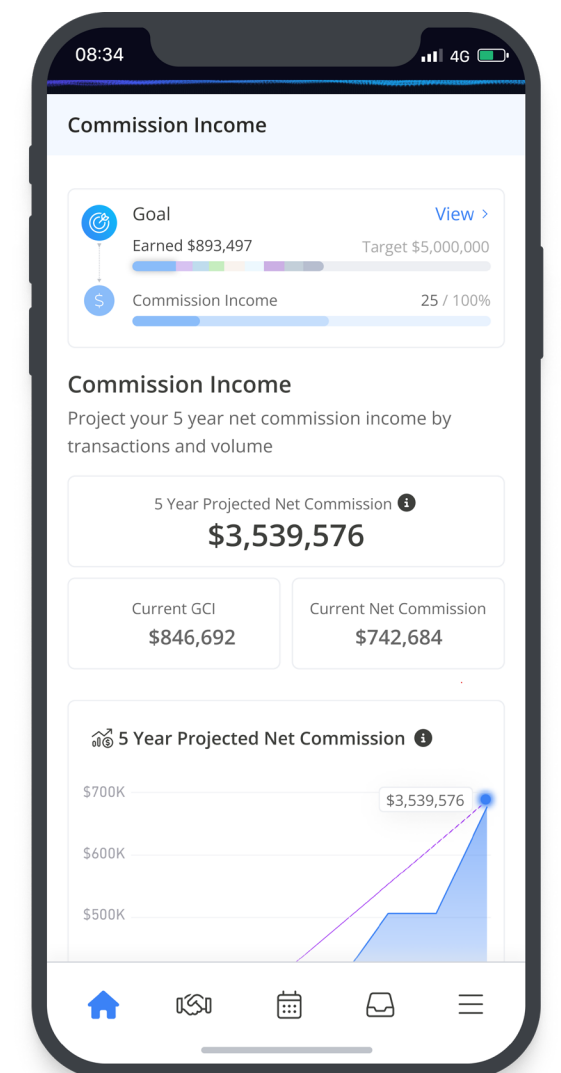 08:34
4G
Commission Income
Goal
View >
Earned $893,497
Target $5,000,000
$
Commission Income
25 / 100%
Commission Income
Project your 5 year net commission income by
transactions and volume
5 Year Projected Net Commission i
$3,539,576
Current GCI
$846,692
Current Net Commission
$742,684
5 Year Projected Net Commission i
$700K
$3,539,576
$600K
$500K